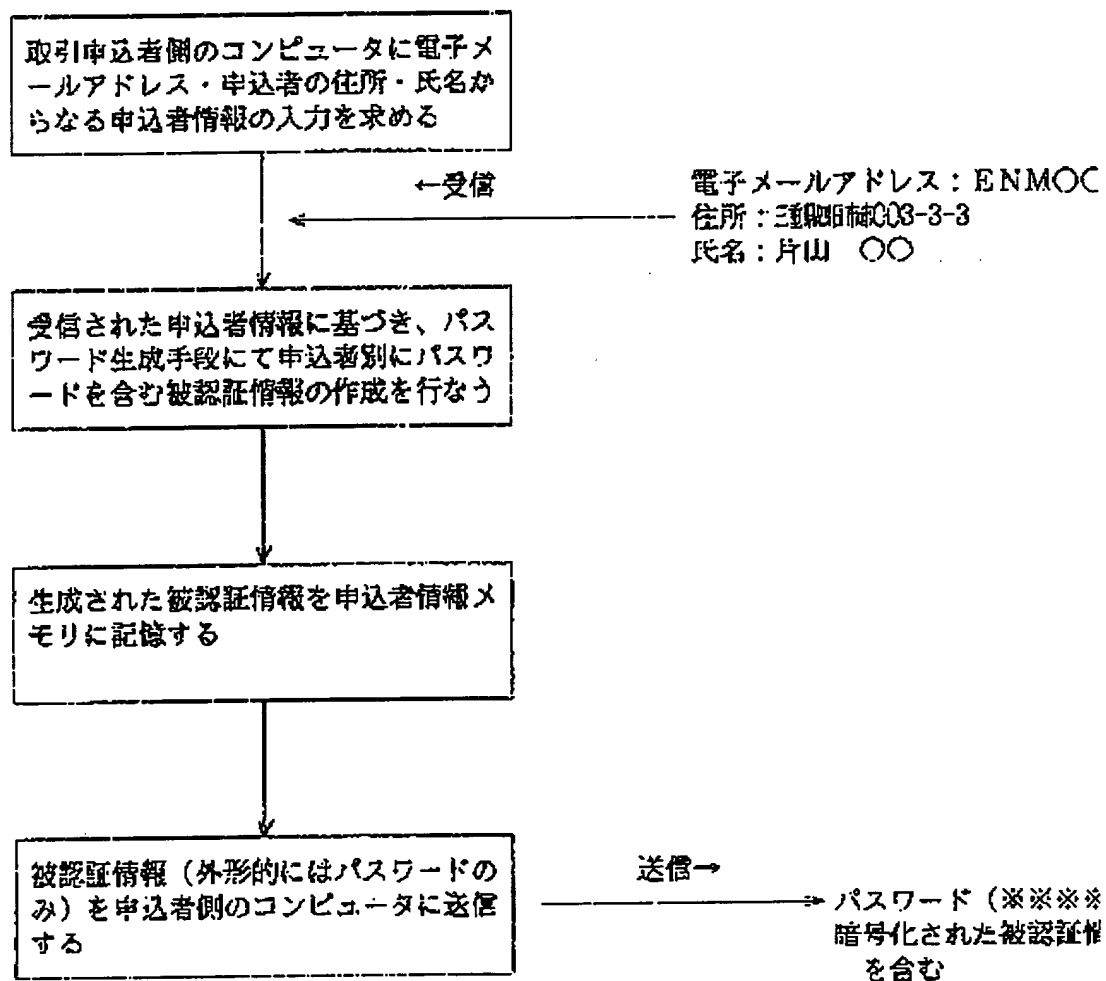 取引申込者側のコンピュータに電子メ
ールアドレス・申込者の住所・氏名か
らなる申込者情報の入力を求める
←受信
電子メールアドレス：ENM〇
住所：3-3-3
氏名：片山　〇〇
受信された申込者情報に基づき、パス
ワード生成手段にて申込者別にパスワ
ードを含む被認証情報の作成を行なう
生成された被認証情報を申込者情報メ
モリに記憶する
被認証情報（外形的にはパスワードの
み）を申込者側のコンピュータに送信
する
送信→
パスワード（※※※※
暗号化された被認証情
を含む